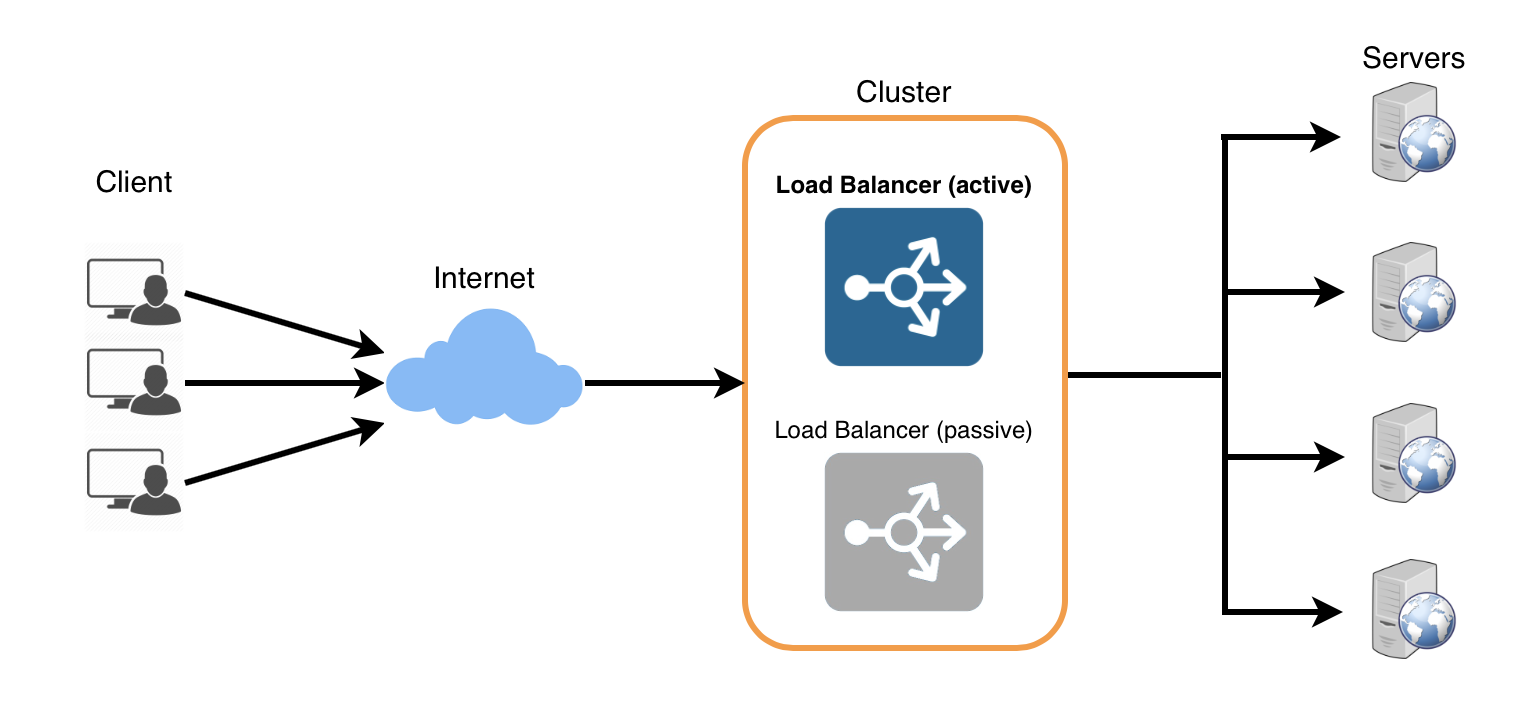 Client
Internet
Cluster
Load Balancer (active)
Load Balancer (passive)
Servers